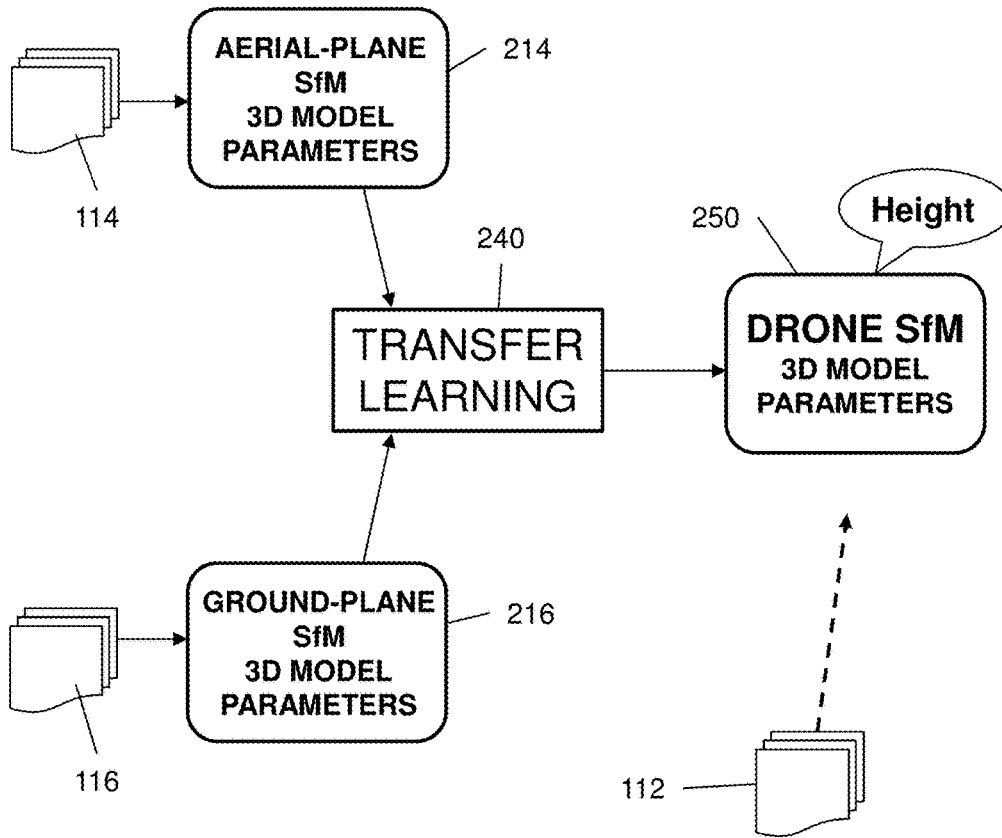 AERIAL-PLANE
SfM
3D MODEL
PARAMETERS
214
114
240
250
Height
TRANSFER
LEARNING
DRONE SfM
3D MODEL
PARAMETERS
GROUND-PLANE
SfM
3D MODEL
PARAMETERS
216
116
112